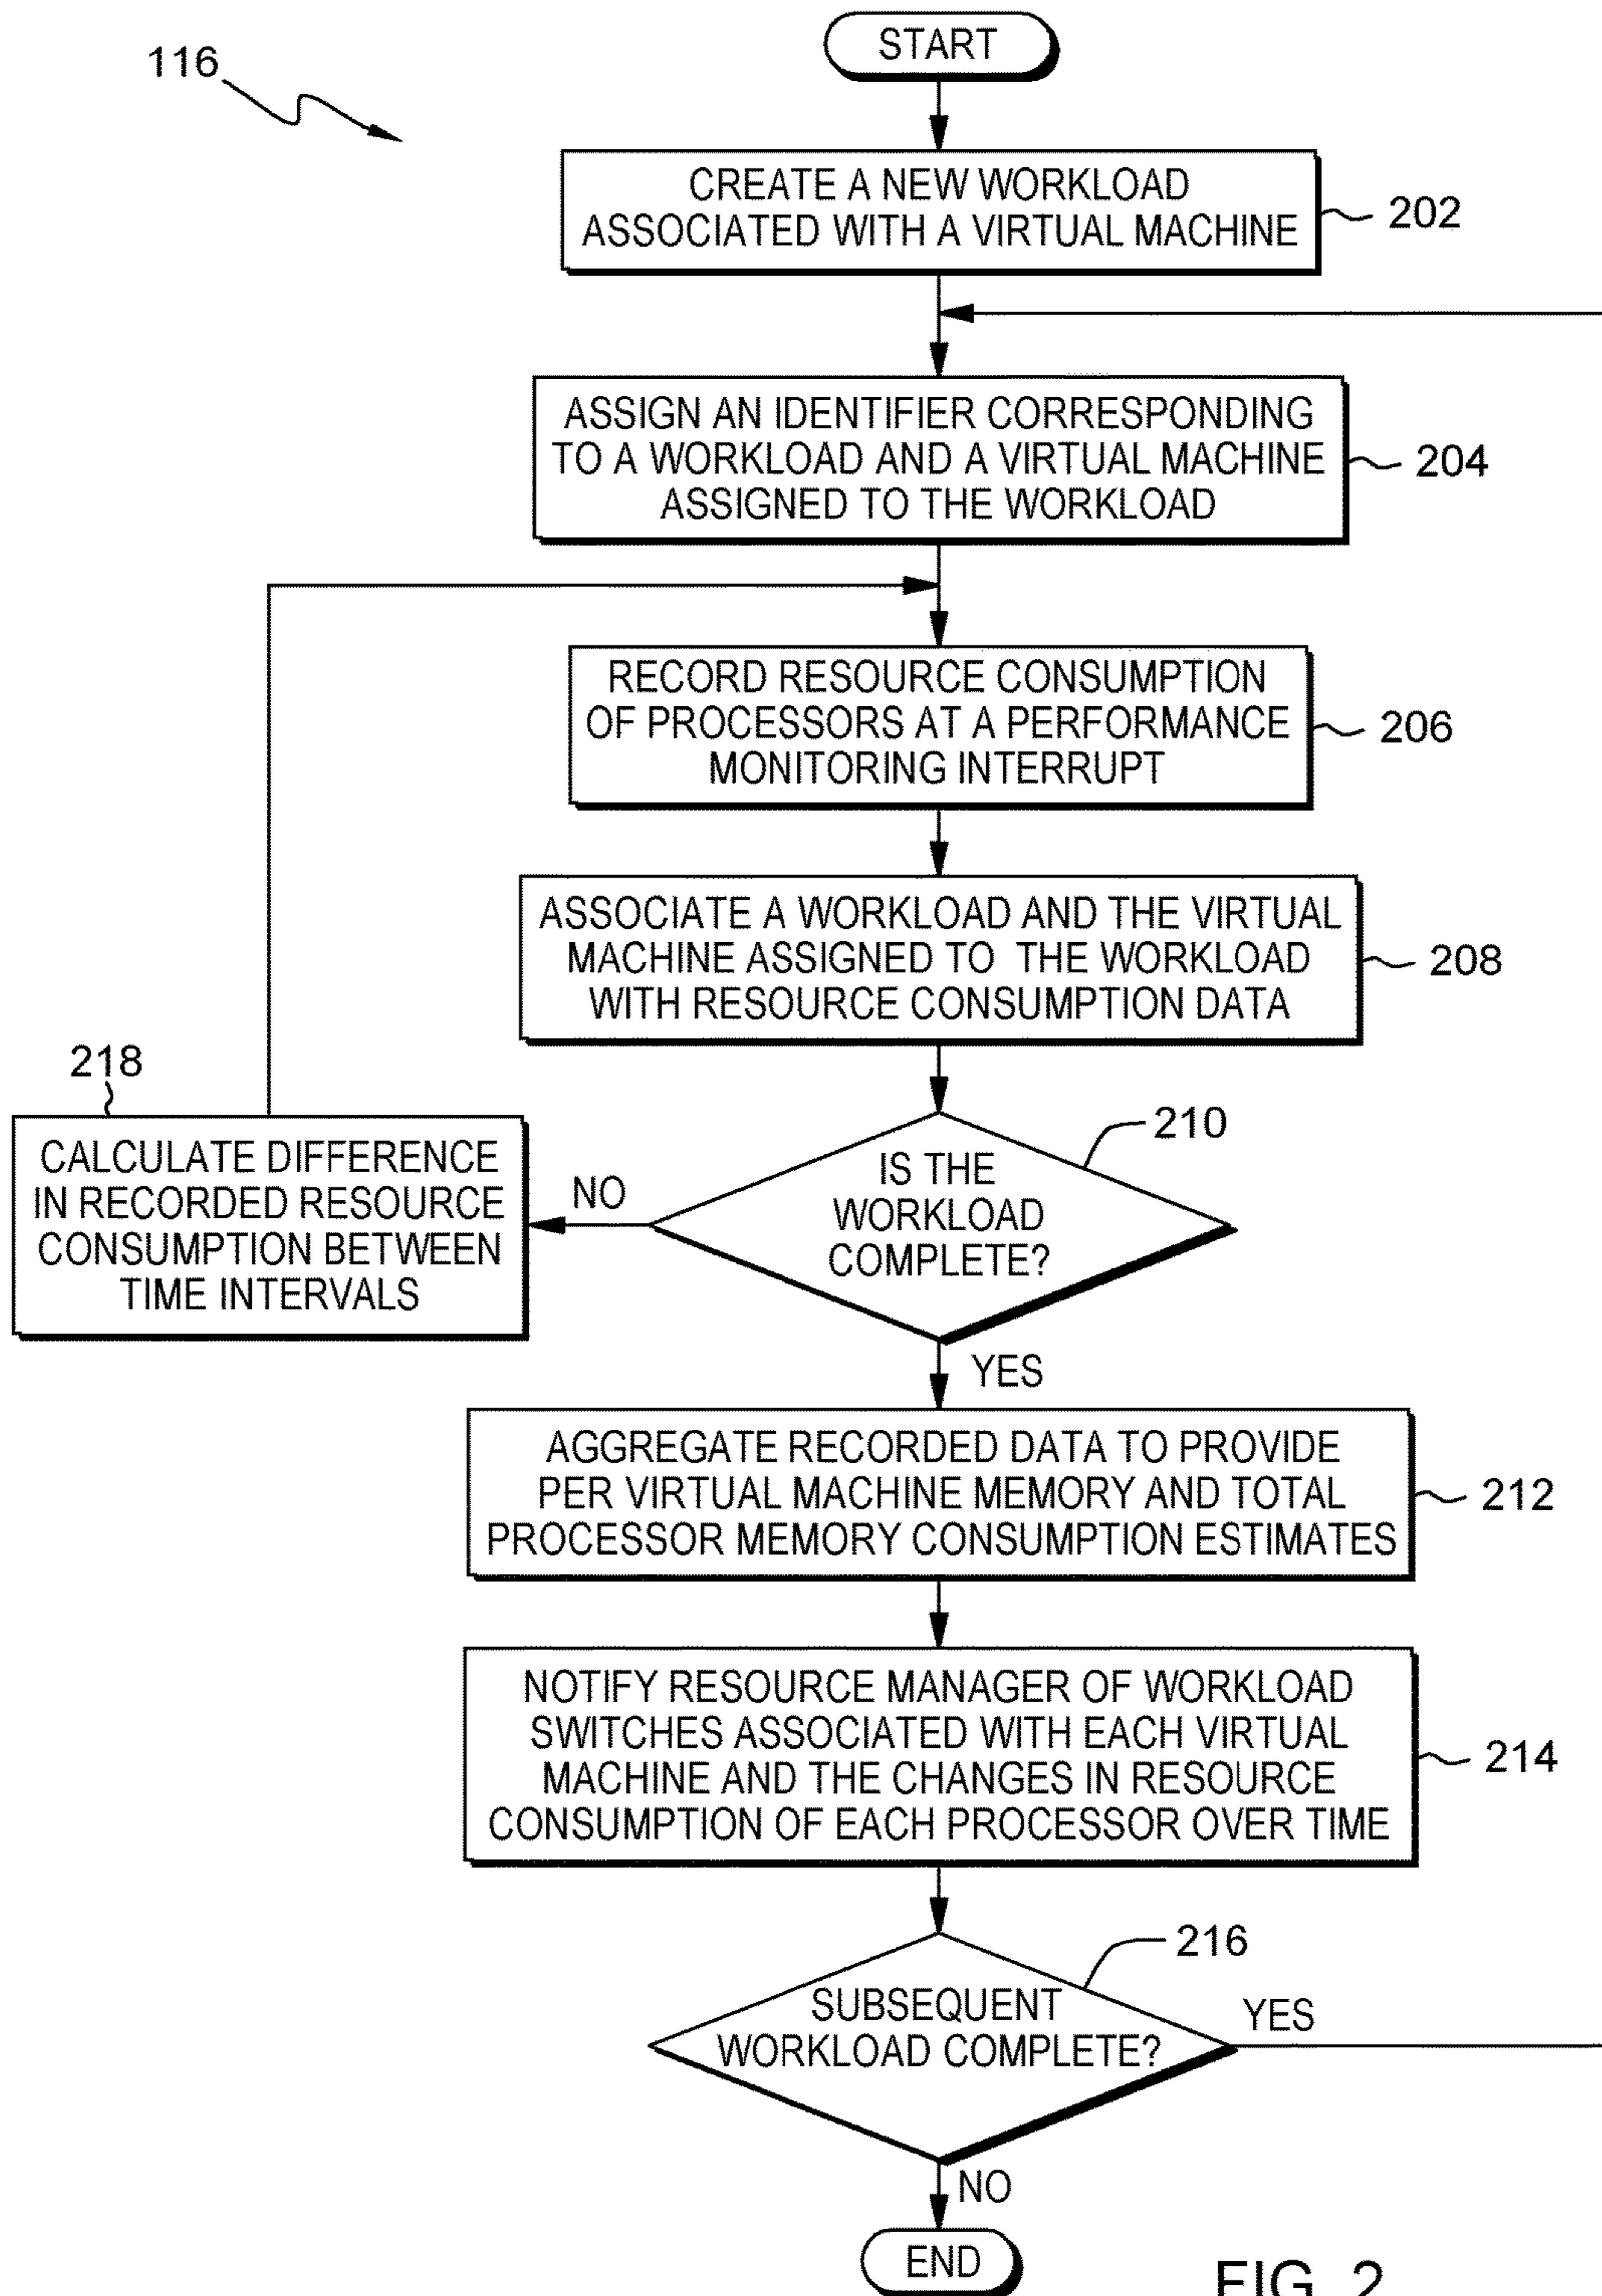 116
START
CREATE A NEW WORKLOAD
ASSOCIATED WITH A VIRTUAL MACHINE
202
ASSIGN AN IDENTIFIER CORRESPONDING
TO A WORKLOAD AND A VIRTUAL MACHINE
ASSIGNED TO THE WORKLOAD
204
RECORD RESOURCE CONSUMPTION
OF PROCESSORS AT A PERFORMANCE
MONITORING INTERRUPT
206
ASSOCIATE A WORKLOAD AND THE VIRTUAL
MACHINE ASSIGNED TO THE WORKLOAD
WITH RESOURCE CONSUMPTION DATA
208
218
CALCULATE DIFFERENCE
IN RECORDED RESOURCE
CONSUMPTION BETWEEN
TIME INTERVALS
NO
210
IS THE
WORKLOAD
COMPLETE?
YES
AGGREGATE RECORDED DATA TO PROVIDE
PER VIRTUAL MACHINE MEMORY AND TOTAL
PROCESSOR MEMORY CONSUMPTION ESTIMATES
212
NOTIFY RESOURCE MANAGER OF WORKLOAD
SWITCHES ASSOCIATED WITH EACH VIRTUAL
MACHINE AND THE CHANGES IN RESOURCE
CONSUMPTION OF EACH PROCESSOR OVER TIME
214
216
SUBSEQUENT
WORKLOAD COMPLETE?
YES
NO
END
FIG. 2